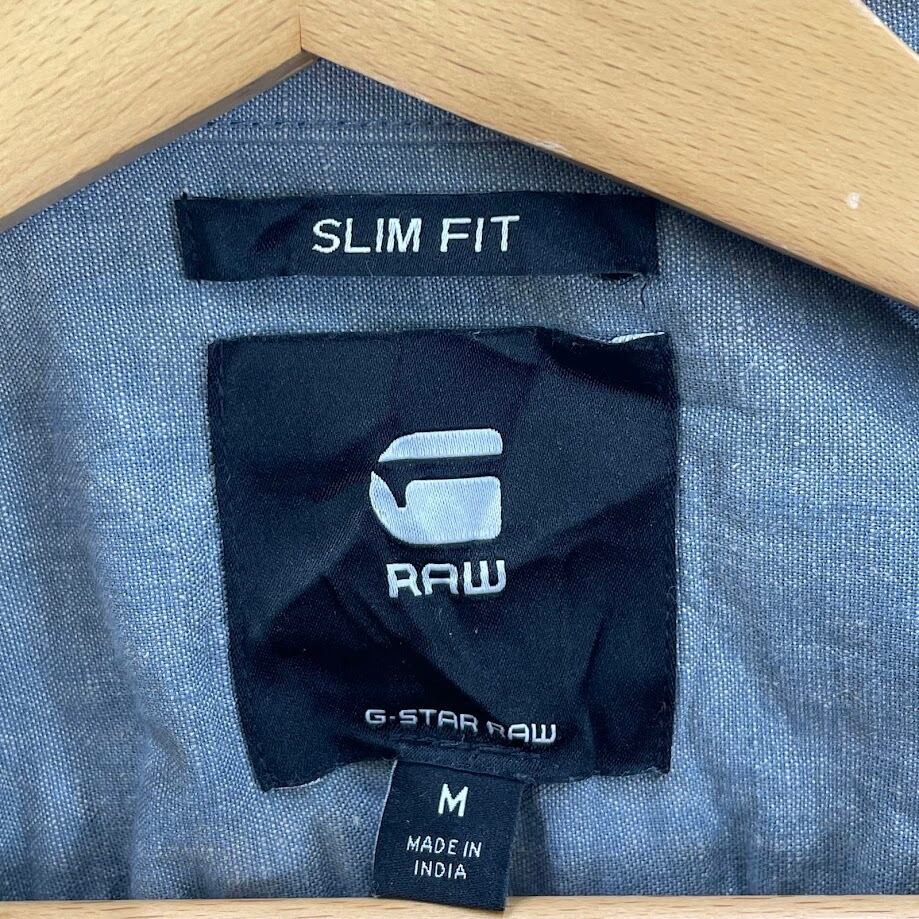 SLIM FIT
G
RAW
G-STAR RAW
M
MADE IN
INDIA